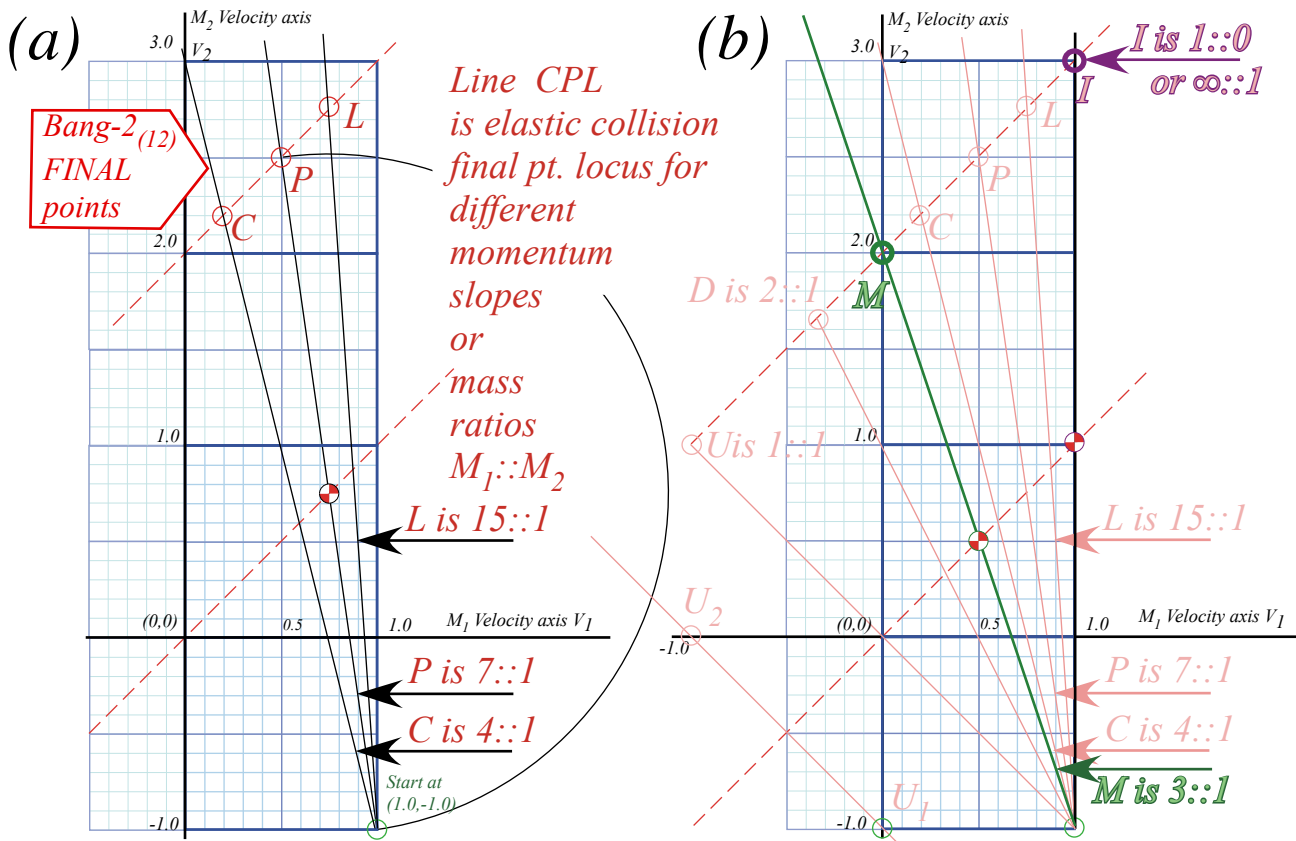 (a)
M2 Velocity axis
V2
3.0
Bang-2(12)
FINAL
points
L
P
C
2.0
1.0
Line CPL
is elastic collision
final pt. locus for
different
momentum
slopes
or
mass
ratios
M1::M2
L is 15::1
(0,0)
0.5
1.0
M1 Velocity axis V1
P is 7::1
C is 4::1
Start at
(1.0,-1.0)
-1.0
(b)
M2 Velocity axis
V2
3.0
I is 1::0
or ∞::1
I
L
P
C
2.0
M
D is 2::1
1.0
Uis 1::1
L is 15::1
U2
-1.0
(0,0)
0.5
1.0
M1 Velocity axis V1
P is 7::1
C is 4::1
M is 3::1
U1
-1.0